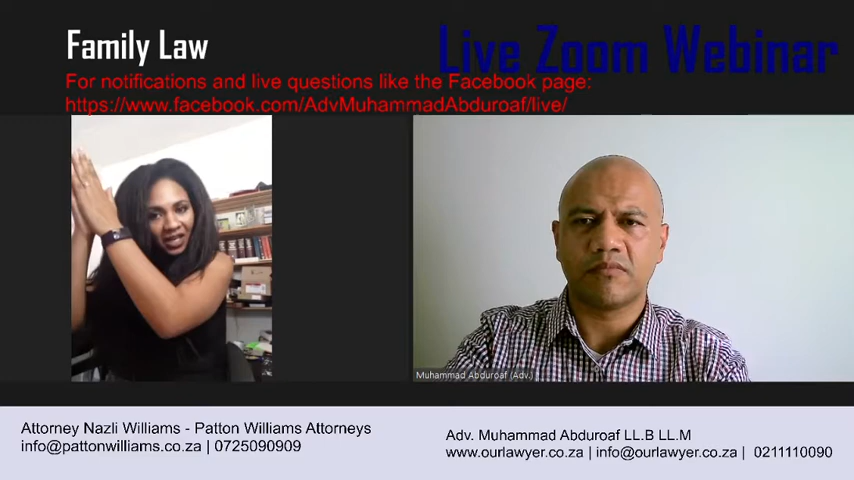 Family Law
Live Zoom Webinar
For notifications and live questions like the Facebook page:
https://www.facebook.com/AdvMuhammadAbduroaf/live/
Muhammad Abduroaf (Adv.)
Attorney Nazli Williams - Patton Williams Attorneys
info@pattonwilliams.co.za | 0725090909
Adv. Muhammad Abduroaf LL.B LL.M
www.ourlawyer.co.za | info@ourlawyer.co.za | 0211110090